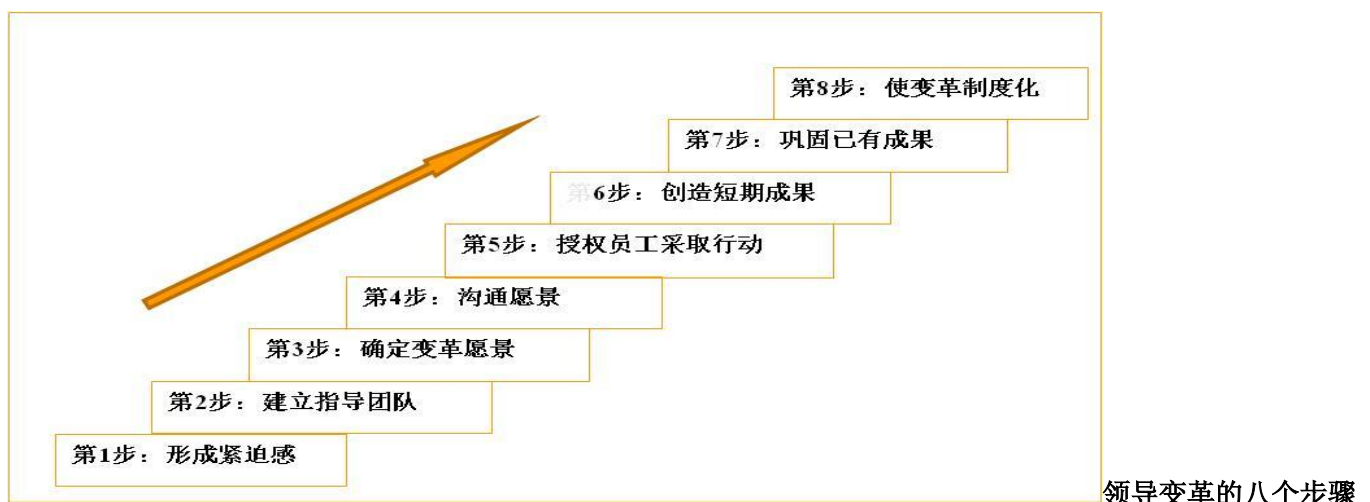 第8步：使变革制度化
第7步：巩固已有成果
第6步：创造短期成果
第5步：授权员工采取行动
第4步：沟通愿景
第3步：确定变革愿景
第2步：建立指导团队
第1步：形成紧迫感
领导变革的八个步骤